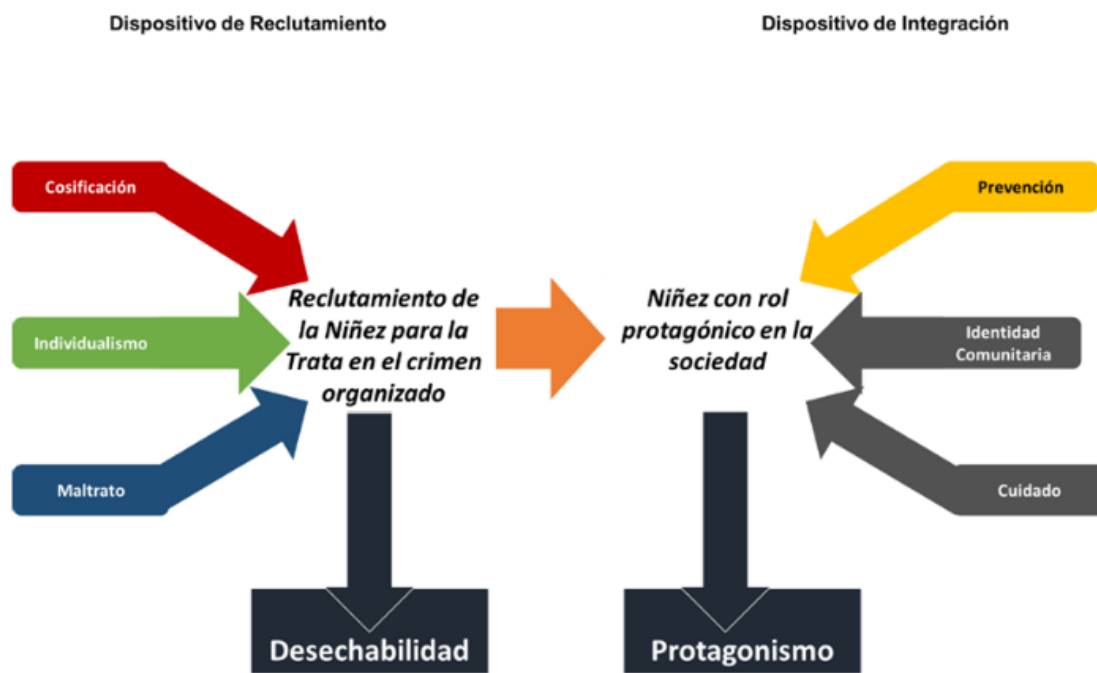 Dispositivo de Reclutamiento
Dispositivo de Integración
Cosificación
Individualismo
Maltrato
Reclutamiento de
la Niñez para la
Trata en el crimen
organizado
Niñez con rol
protagónico en la
sociedad
Prevención
Identidad
Comunitaria
Cuidado
Desechabilidad
Protagonismo